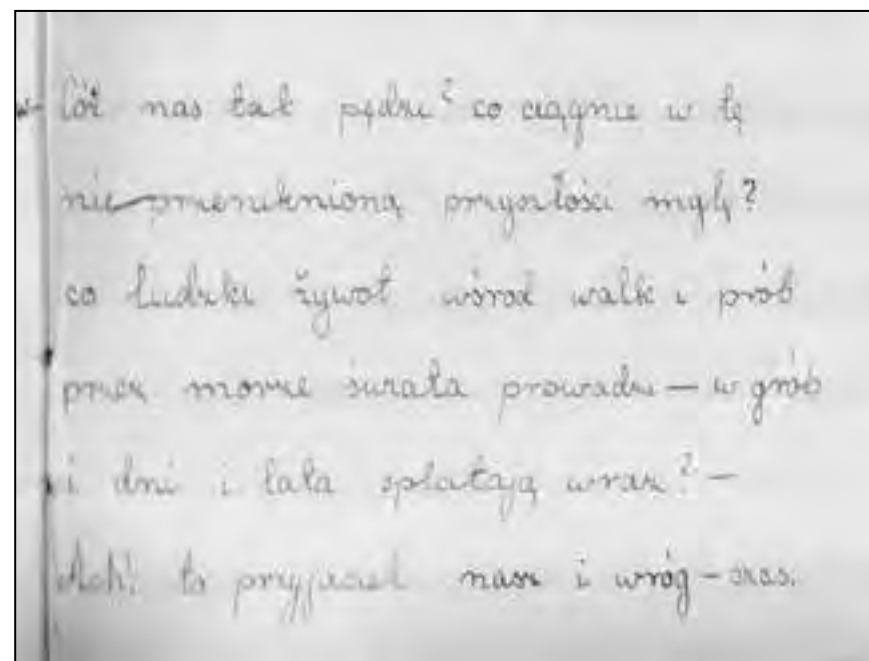 Cóż nas tak pędzi? co ciągnie w tę
nieprzeniknioną przyszłości mgłę?
co ludzki żywot wśród walk i prób
przez morze świata prowadzi — w grób
i dni i lata splatają wraz? —
Ach! to przyjaciel nasz i wróg – czas.